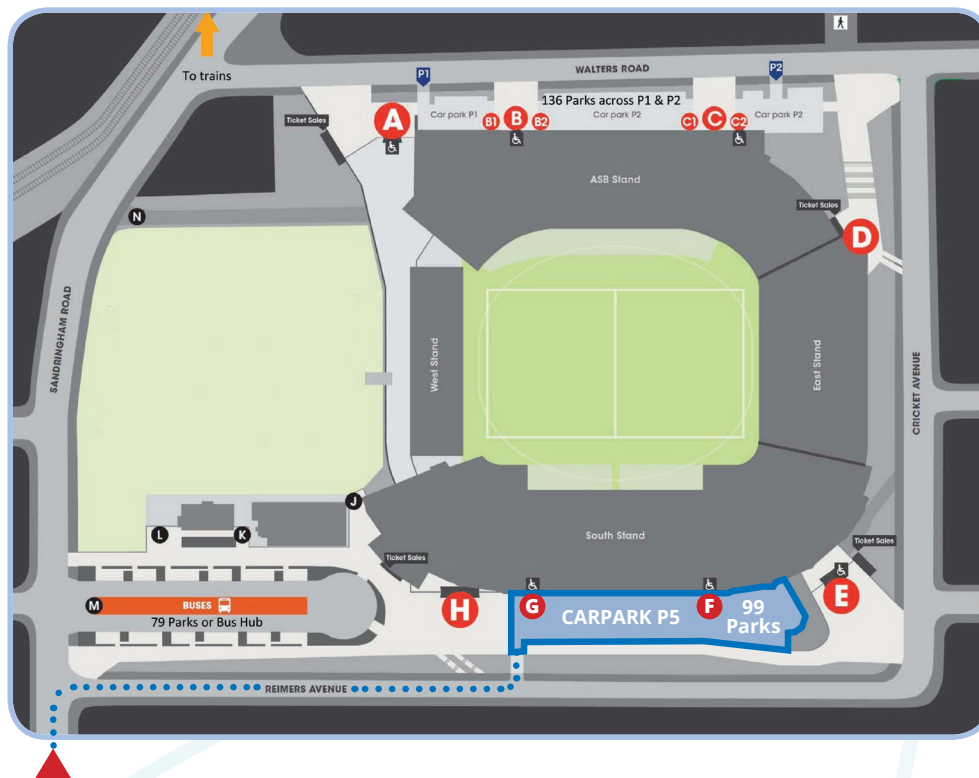 To trains
WALTERS ROAD
P1
P2
136 Parks across P1 & P2
Car park P1
Car park P2
Car park P2
A
B1
B
B2
C1
C
C2
Ticket Sales
ASB Stand
Ticket Sales
N
D
SANDRINGHAM ROAD
West Stand
East Stand
CRICKET AVENUE
J
L
K
South Stand
Ticket Sales
Ticket Sales
M
BUSES
79 Parks or Bus Hub
H
G
CARPARK P5
F
99
Parks
E
REIMERS AVENUE